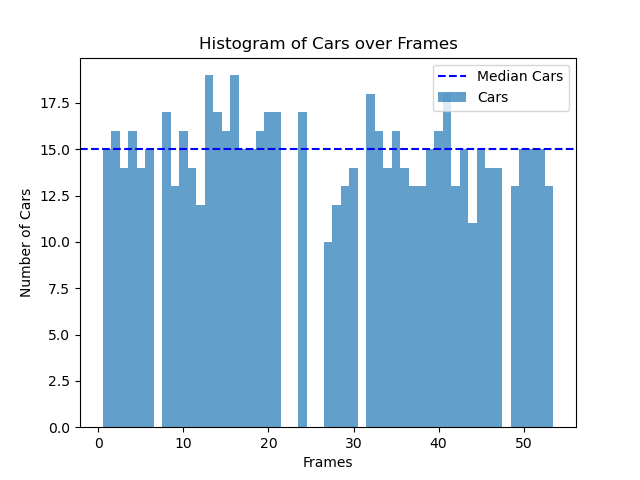 Histogram of Cars over Frames
Median Cars
Cars
17.5
15.0
12.5
10.0
7.5
5.0
2.5
0.0
0 10 20 30 40 50
Number of Cars
Frames